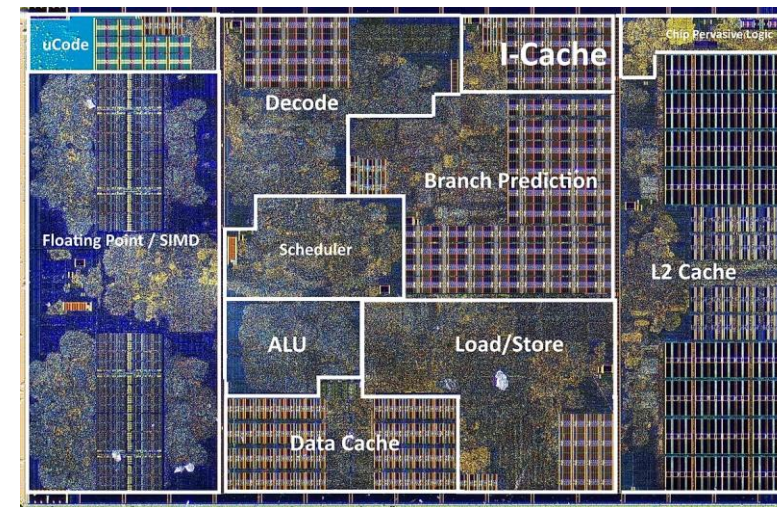 uCode
I-Cache
Chip Pervasive Logic
Decode
Branch Prediction
Floating Point / SIMD
Scheduler
L2 Cache
ALU
Load/Store
Data Cache